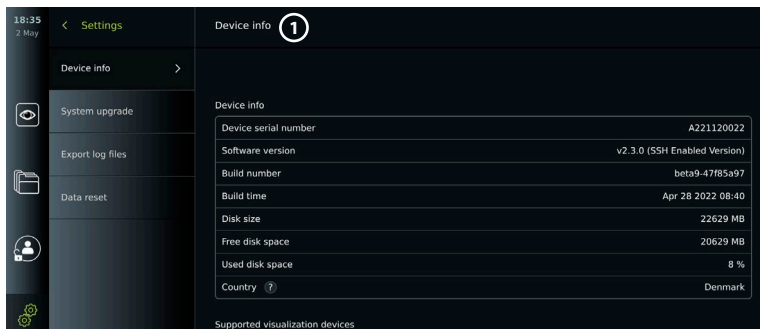 18:35
2 May
Settings
Device info
1
Device info
System upgrade
Export log files
Data reset
Device info
Device serial number A221120022
Software version v2.3.0 (SSH Enabled Version)
Build number beta9-47f85a97
Build time Apr 28 2022 08:40
Disk size 22629 MB
Free disk space 20629 MB
Used disk space 8 %
Country ? Denmark
Supported visualization devices